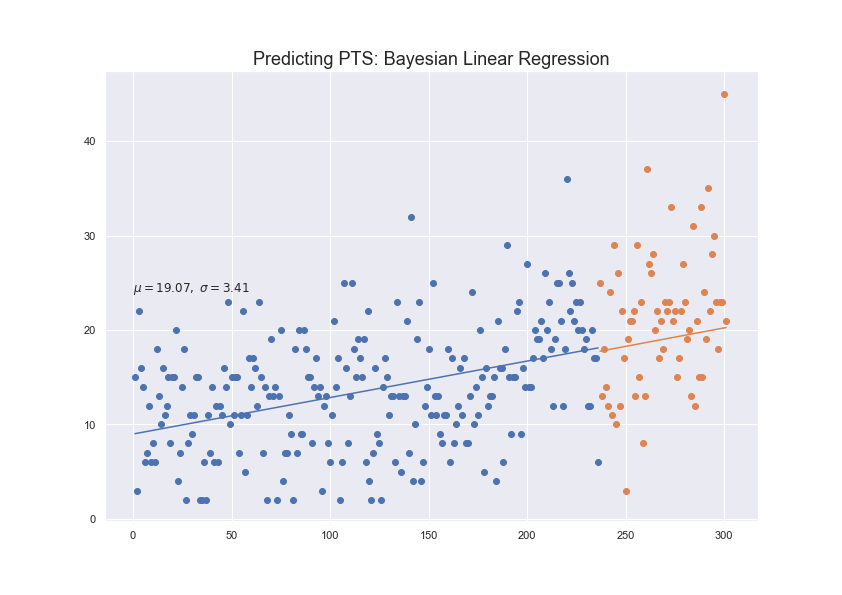 Predicting PTS: Bayesian Linear Regression
40
30
μ = 19.07, σ = 3.41
20
10
0
0 50 100 150 200 250 300